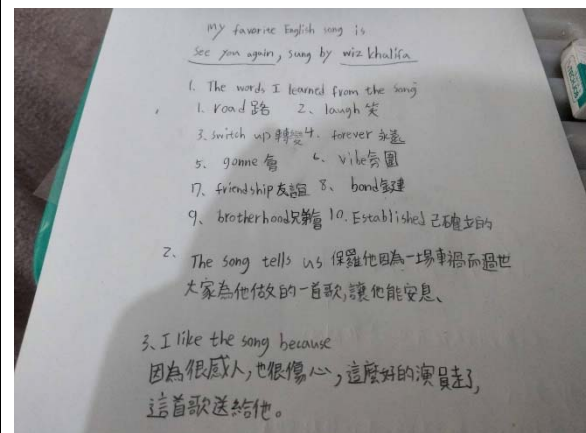 My favorite English song is
See you again, sung by wiz khalifa
1. The words I learned from the song
1. road 路 2、laugh 笑
3. switch up 轉變 4. forever 永遠
5. gonne 會 6. vibe 氛圍
7、friendship 友誼 8、bond 鍵
9、brotherhood 兄弟會 10. Established 已確立的
2、The song tells us 保羅他因為一場車禍而過世
大家為他做的一首歌,讓他能安息、
3、I like the song because
因為很感人,也很傷心,這麼好的演員走了,
這首歌送給他。